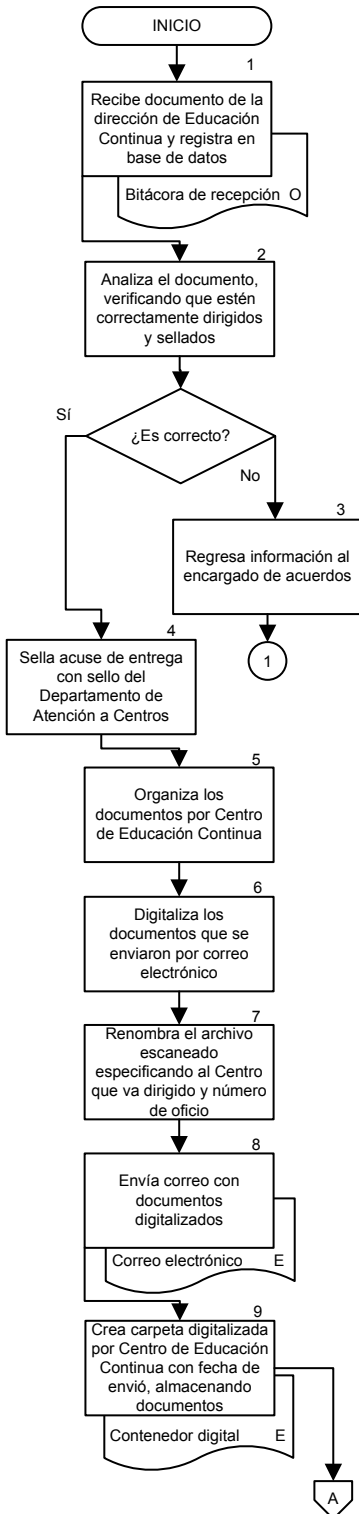 INICIO
1
Recibe documento de la
dirección de Educación
Continua y registra en
base de datos
Bitácora de recepción O
2
Analiza el documento,
verificando que estén
correctamente dirigidos
y sellados
¿Es correcto?
Sí
No
3
Regresa información al
encargado de acuerdos
1
4
Sella acuse de entrega
con sello del
Departamento de
Atención a Centros
5
Organiza los
documentos por Centro
de Educación Continua
6
Digitaliza los
documentos que se
enviaron por correo
electrónico
7
Renombra el archivo
escaneado
especificando al Centro
que va dirigido y número
de oficio
8
Envía correo con
documentos
digitalizados
Correo electrónico E
9
Crea carpeta digitalizada
por Centro de Educación
Continua con fecha de
envió, almacenando
documentos
Contenedor digital E
A